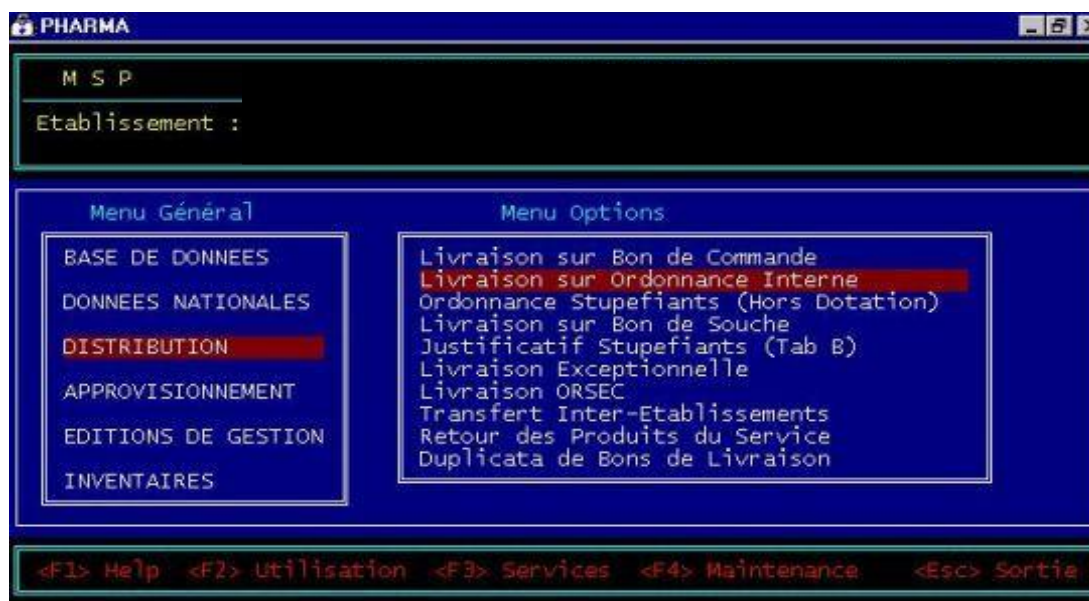 PHARMA
M S P
Etablissement :
Menu Général
BASE DE DONNEES
DONNEES NATIONALES
DISTRIBUTION
APPROVISIONNEMENT
EDITIONS DE GESTION
INVENTAIRES
Menu Options
Livraison sur Bon de Commande
Livraison sur Ordonnance Interne
Ordonnance Stupefiants (Hors Dotation)
Livraison sur Bon de Souche
Justificatif Stupefiants (Tab B)
Livraison Exceptionnelle
Livraison ORSEC
Transfert Inter-Etablissements
Retour des Produits du Service
Duplicata de Bons de Livraison
<F1> Help <F2> Utilisation <F3> Services <F4> Maintenance <Esc> Sortie